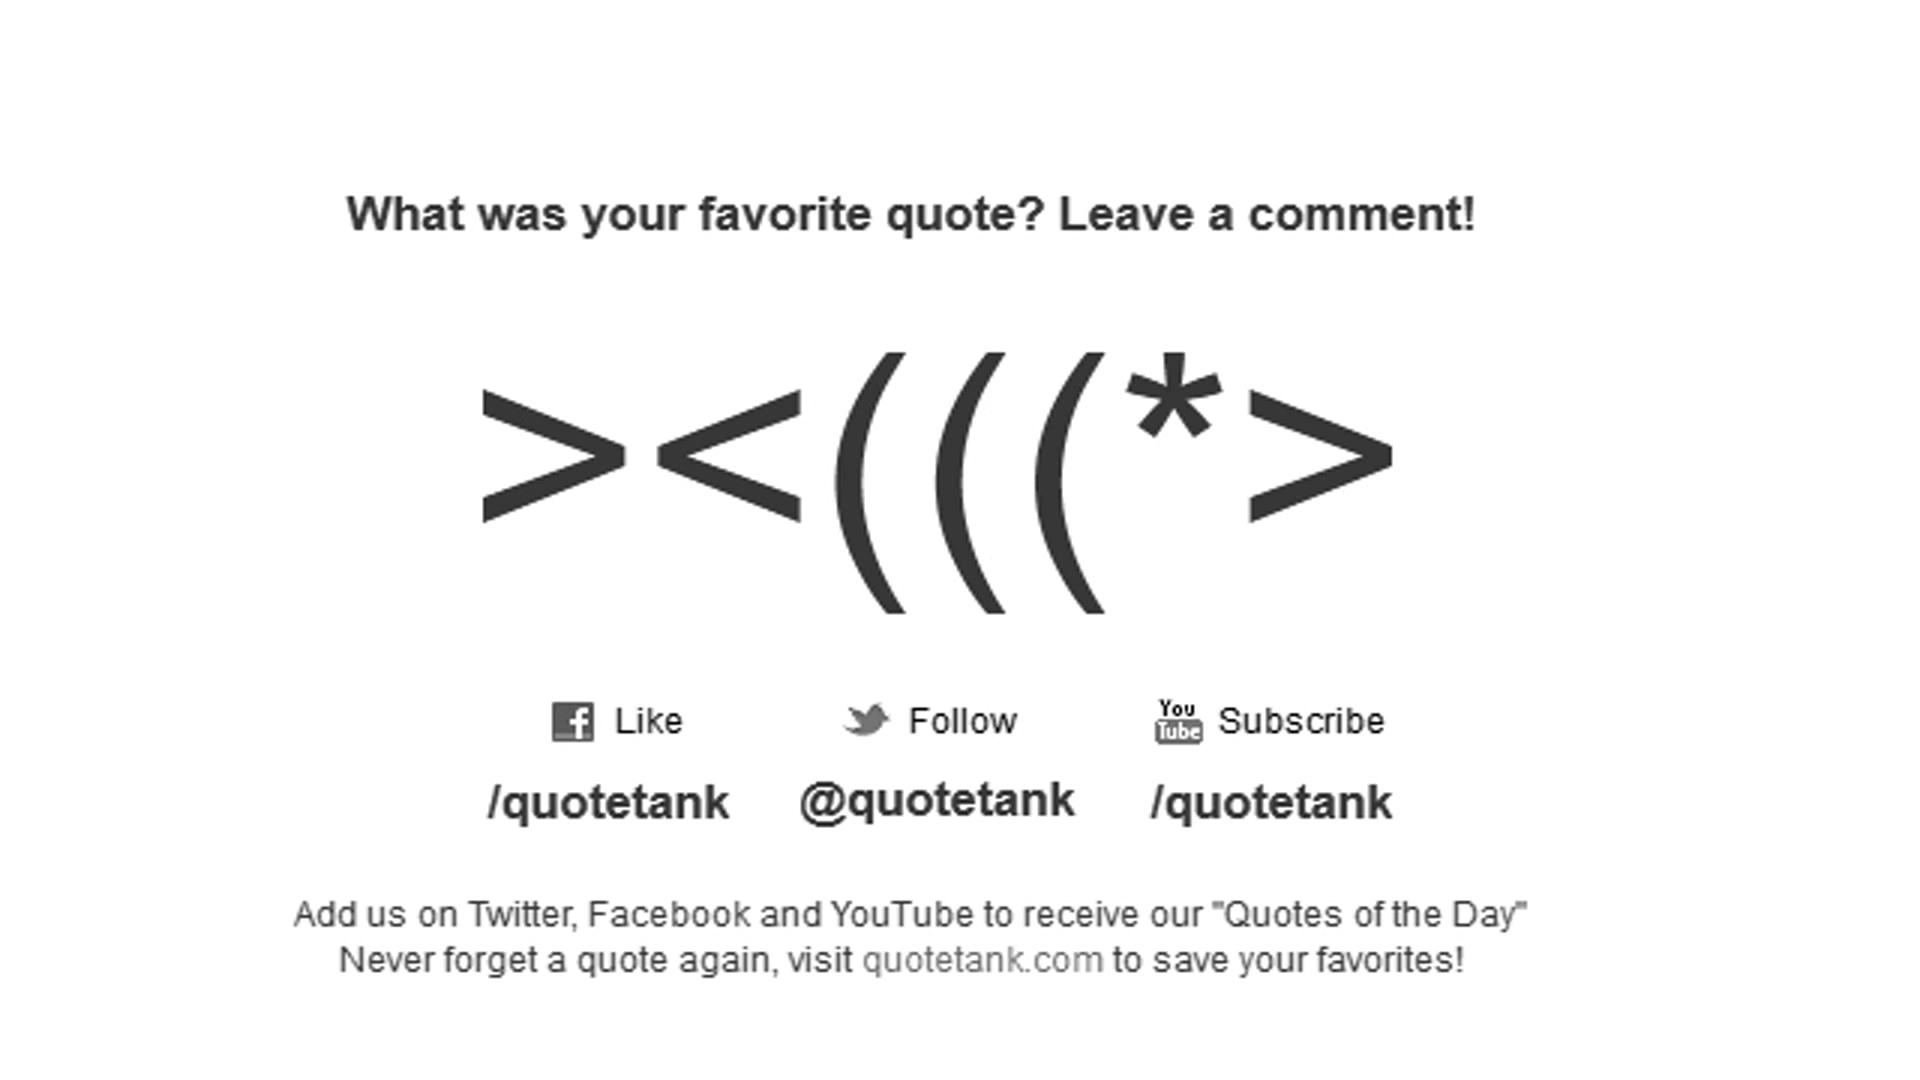 What was your favorite quote? Leave a comment!
><(((*>
f Like Follow You Tube Subscribe
/quotetank @quotetank /quotetank
Add us on Twitter, Facebook and YouTube to receive our "Quotes of the Day"
Never forget a quote again, visit quotetank.com to save your favorites!